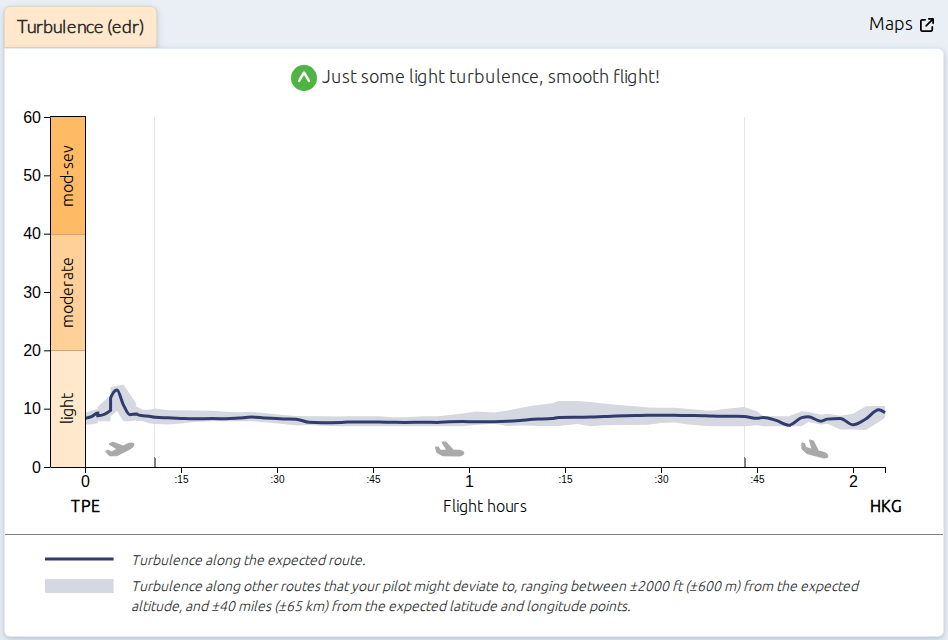 Turbulence (edr)
Maps
Just some light turbulence, smooth flight!
60
50
40
30
20
10
0
mod-sev
moderate
light
0 :15 :30 :45 1 :15 :30 :45 2
TPE Flight hours HKG
Turbulence along the expected route.
Turbulence along other routes that your pilot might deviate to, ranging between ±2000 ft (±600 m) from the expected
altitude, and ±40 miles (±65 km) from the expected latitude and longitude points.